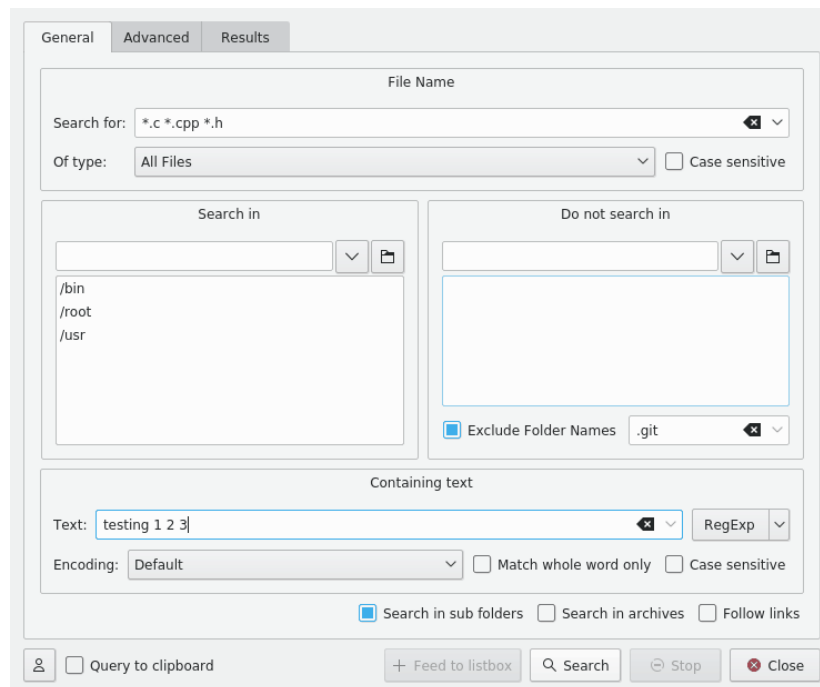 General Advanced Results
File Name
Search for: *.c *.cpp *.h
Of type: All Files Case sensitive
Search in
/bin
/root
/usr
Do not search in
Exclude Folder Names .git
Containing text
Text: testing 1 2 3 RegExp
Encoding: Default Match whole word only Case sensitive
Search in sub folders Search in archives Follow links
Query to clipboard + Feed to listbox Search Stop Close